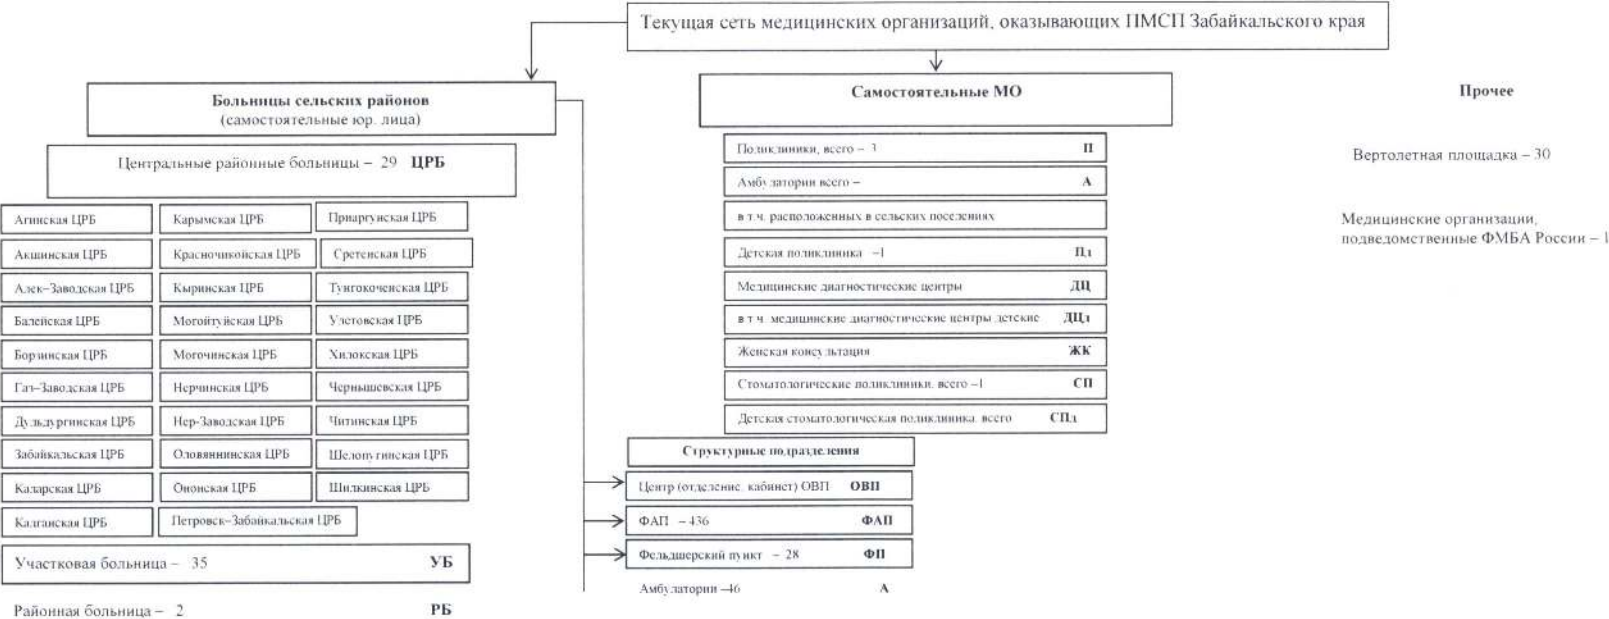 Текущая сеть медицинских организаций, оказывающих ПМСП Забайкальского края
Больницы сельских районов
(самостоятельные юр. лица)
Центральные районные больницы – 29 ЦРБ
Агинская ЦРБ
Карымская ЦРБ
Приаргунская ЦРБ
Акшинская ЦРБ
Красночикойская ЦРБ
Сретенская ЦРБ
Алек–Заводская ЦРБ
Кыринская ЦРБ
Тунгокоченская ЦРБ
Балейская ЦРБ
Могойтуйская ЦРБ
Улетовская ЦРБ
Борзинская ЦРБ
Могочинская ЦРБ
Хилокская ЦРБ
Газ–Заводская ЦРБ
Нерчинская ЦРБ
Чернышевская ЦРБ
Дульдургинская ЦРБ
Нер-Заводская ЦРБ
Читинская ЦРБ
Забайкальская ЦРБ
Оловяннинская ЦРБ
Шелопугинская ЦРБ
Каларская ЦРБ
Ононская ЦРБ
Шилкинская ЦРБ
Калганская ЦРБ
Петровск–Забайкальская ЦРБ
Участковая больница – 35 УБ
Районная больница – 2 РБ
Самостоятельные МО
Поликлиники, всего – 3 П
Амбулатории всего – А
в т.ч. расположенных в сельских поселениях
Детская поликлиника –1 Пд
Медицинские диагностические центры ДЦ
в т ч. медицинские диагностические центры детские ДЦд
Женская консультация ЖК
Стоматологические поликлиники, всего –1 СП
Детская стоматологическая поликлиника, всего СПд
Структурные подразделения
Центр (отделение, кабинет) ОВП ОВП
ФАП – 436 ФАП
Фельдшерский пункт – 28 ФП
Амбулатории –46 А
Прочее
Вертолетная площадка – 30
Медицинские организации,
подведомственные ФМБА России – 1